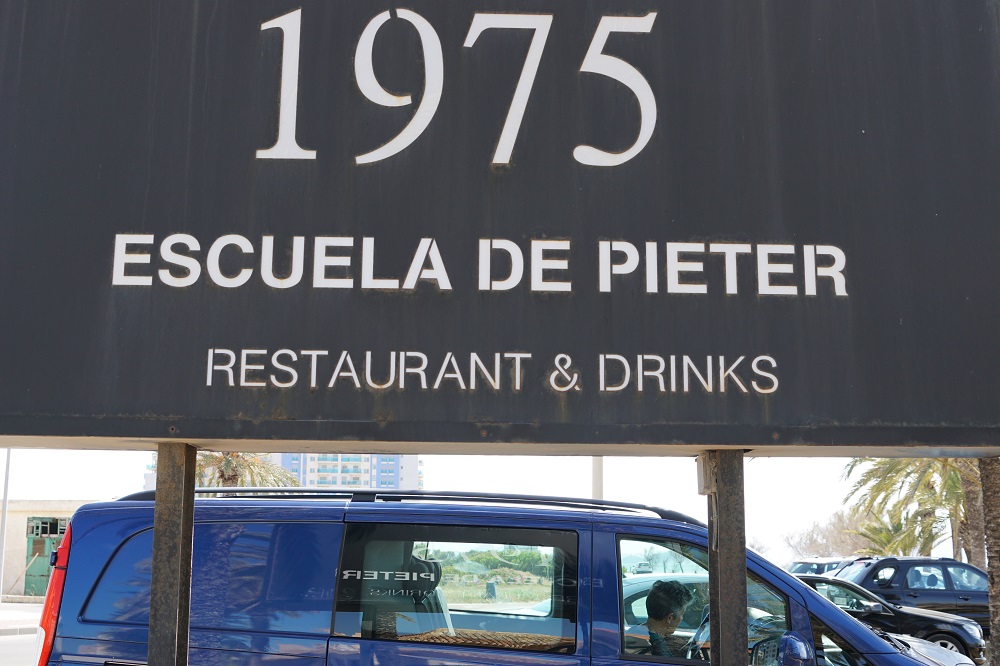 1975
ESCUELA DE PIETER
RESTAURANT & DRINKS